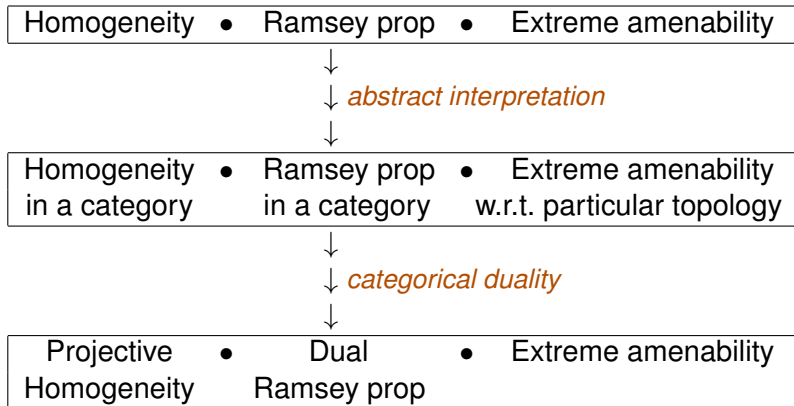 Homogeneity • Ramsey prop • Extreme amenability
↓
↓ abstract interpretation
↓
Homogeneity • Ramsey prop • Extreme amenability
in a category in a category w.r.t. particular topology
↓
↓ categorical duality
↓
Projective • Dual • Extreme amenability
Homogeneity Ramsey prop